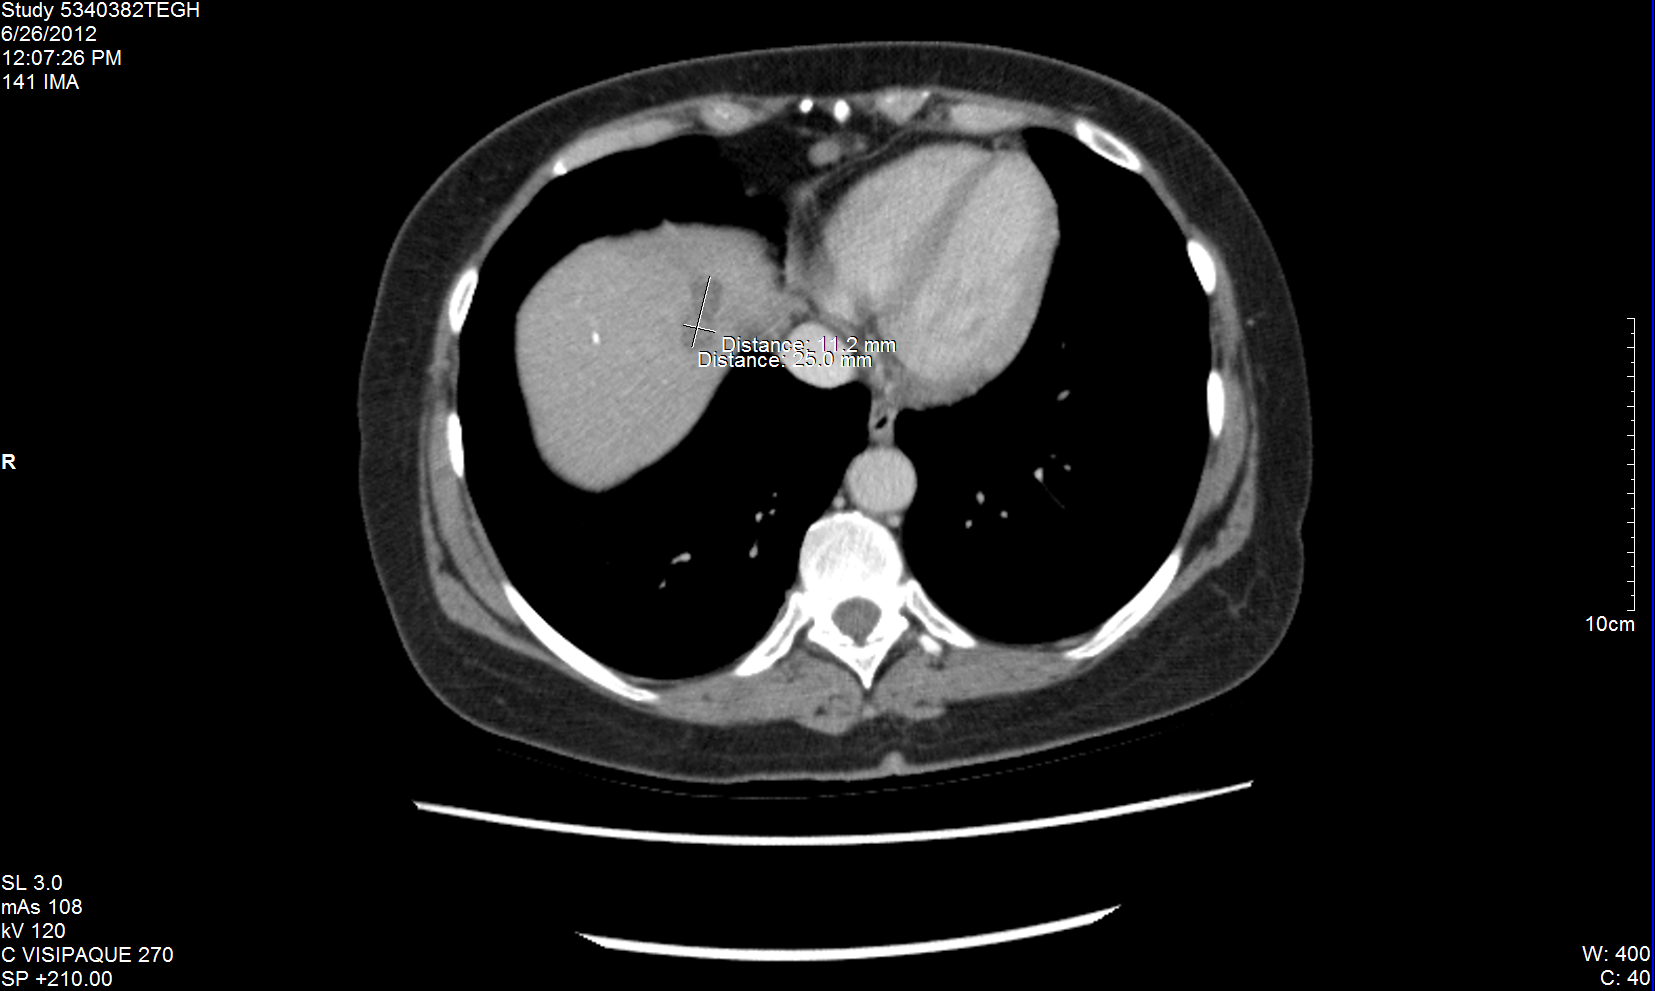 Study 5340382TEGH
6/26/2012
12:07:26 PM
141 IMA
Distance: 11.2 mm
Distance: 25.0 mm
R
10cm
SL 3.0
mAs 108
kV 120
C VISIPAQUE 270
SP +210.00
W: 400
C: 40